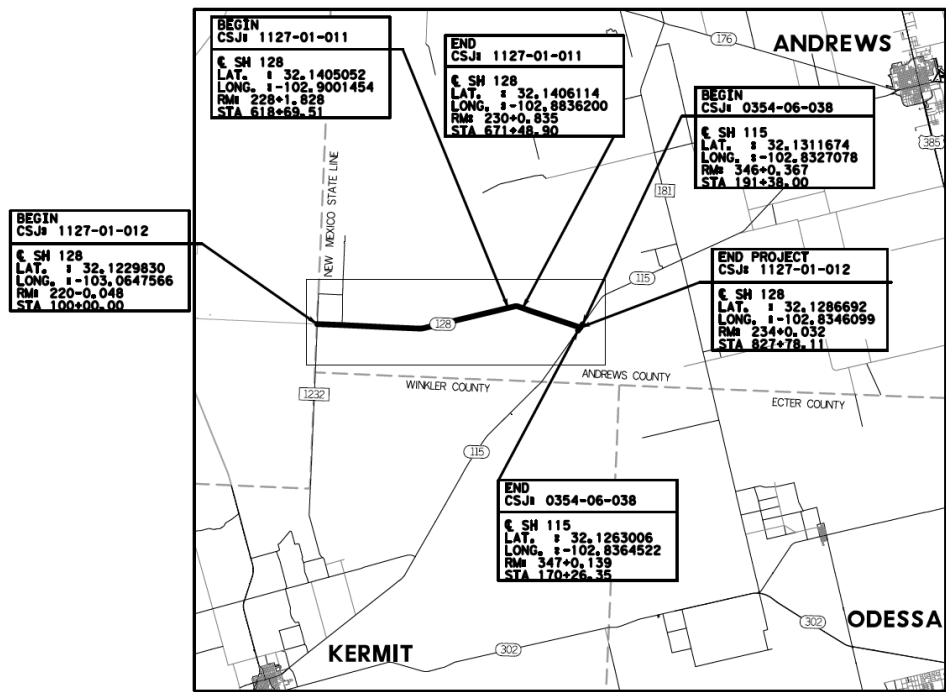 BEGIN
CSJ: 1127-01-011
℄ SH 128
LAT. : 32.1405052
LONG. :-102.9001454
RM: 228+1.828
STA 618+69.51
END
CSJ: 1127-01-011
℄ SH 128
LAT. : 32.1406114
LONG. :-102.8836200
RM: 230+0.835
STA 671+48.90
176
ANDREWS
BEGIN
CSJ: 0354-06-038
℄ SH 115
LAT. : 32.1311674
LONG. :-102.8327078
RM: 346+0.367
STA 191+38.00
385
181
NEW MEXICO STATE LINE
BEGIN
CSJ: 1127-01-012
℄ SH 128
LAT. : 32.1229830
LONG. :-103.0647566
RM: 220-0.048
STA 100+00.00
END PROJECT
CSJ: 1127-01-012
℄ SH 128
LAT. : 32.1286692
LONG. :-102.8346099
RM: 234+0.032
STA 827+78.11
115
128
ANDREWS COUNTY
WINKLER COUNTY
1232
ECTER COUNTY
115
END
CSJ: 0354-06-038
℄ SH 115
LAT. : 32.1263006
LONG. :-102.8364522
RM: 347+0.139
STA 170+26.35
ODESSA
302
KERMIT
302